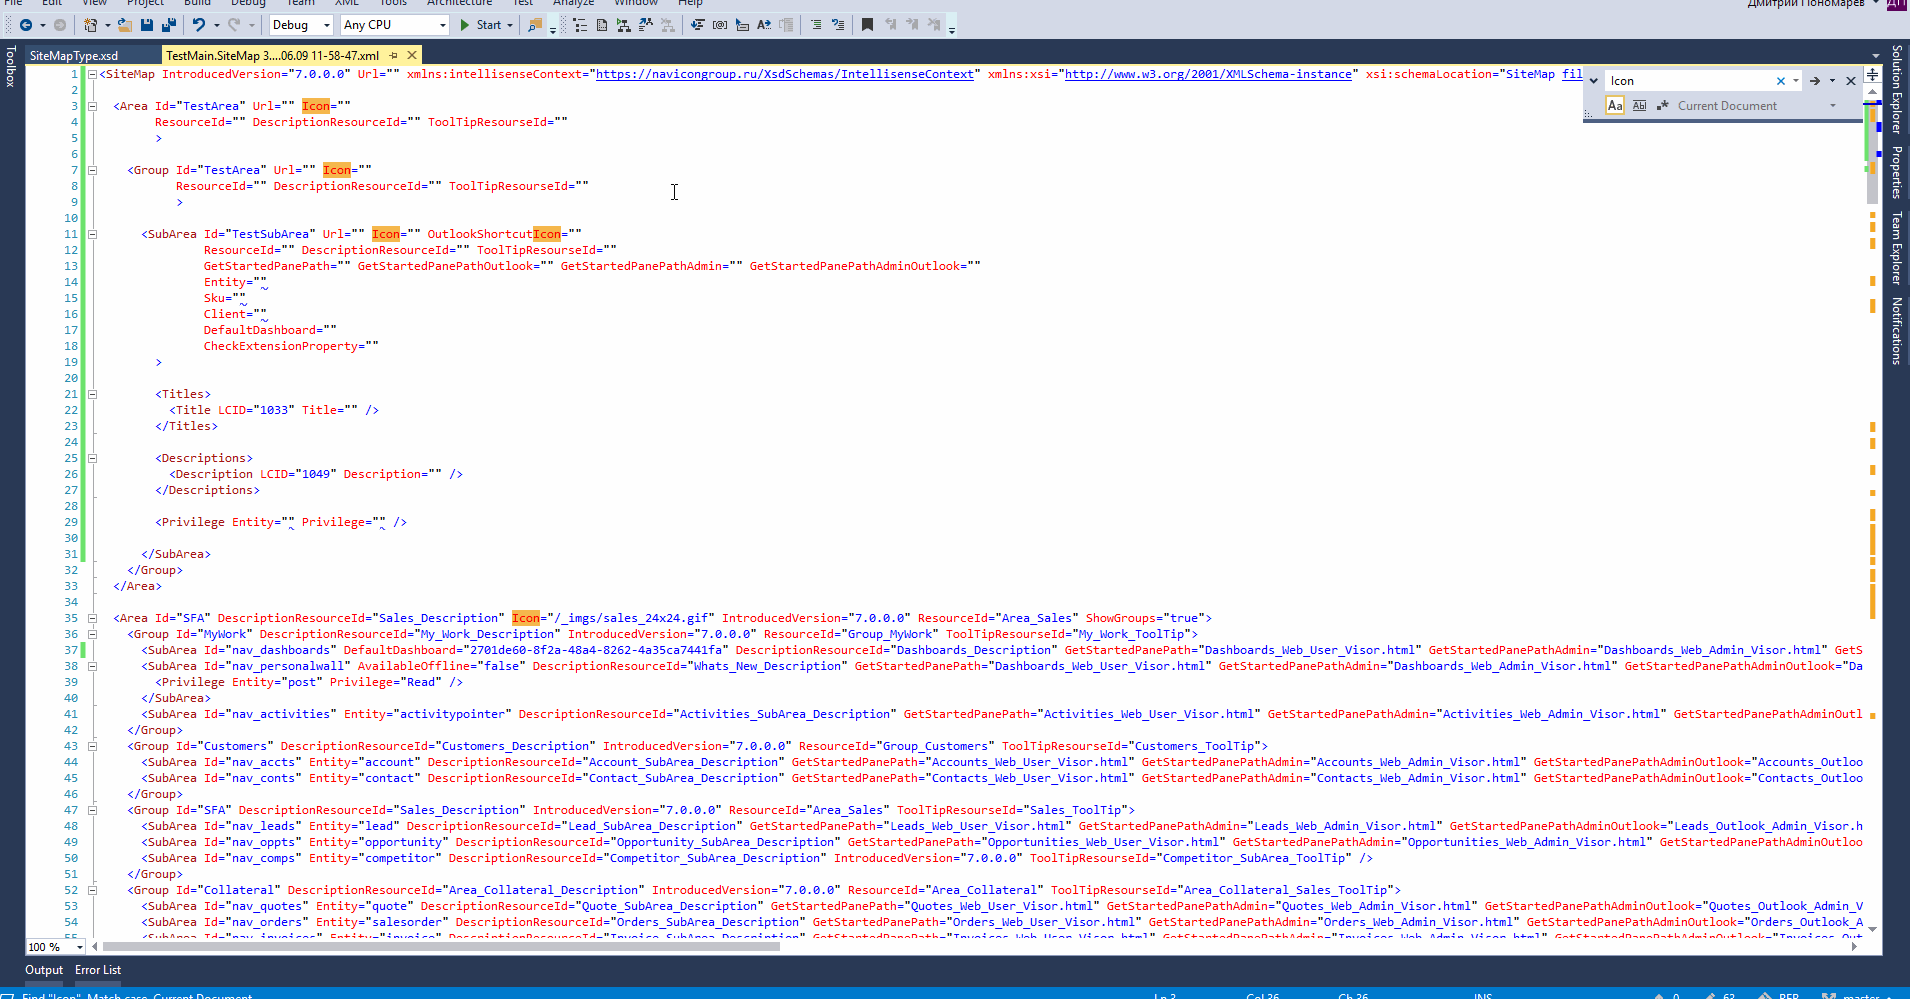 File Edit View Project Build Debug Team XML Tools Architecture Test Analyze Window Help Дмитрий Пономарев ДП
Debug Any CPU Start
Toolbox
SiteMapType.xsd TestMain.SiteMap 3....06.09 11-58-47.xml
Icon
Aa Current Document
Solution Explorer
Properties
Team Explorer
Notifications
1 <SiteMap IntroducedVersion="7.0.0.0" Url="" xmlns:intellisenseContext="https://navicongroup.ru/XsdSchemas/IntellisenseContext" xmlns:xsi="http://www.w3.org/2001/XMLSchema-instance" xsi:schemaLocation="SiteMap fil
2
3 <Area Id="TestArea" Url="" Icon=""
4 ResourceId="" DescriptionResourceId="" ToolTipResourseId=""
5 >
6
7 <Group Id="TestArea" Url="" Icon=""
8 ResourceId="" DescriptionResourceId="" ToolTipResourseId=""
9 >
10
11 <SubArea Id="TestSubArea" Url="" Icon="" OutlookShortcutIcon=""
12 ResourceId="" DescriptionResourceId="" ToolTipResourseId=""
13 GetStartedPanePath="" GetStartedPanePathOutlook="" GetStartedPanePathAdmin="" GetStartedPanePathAdminOutlook=""
14 Entity=""
15 Sku=""
16 Client=""
17 DefaultDashboard=""
18 CheckExtensionProperty=""
19 >
20
21 <Titles>
22 <Title LCID="1033" Title="" />
23 </Titles>
24
25 <Descriptions>
26 <Description LCID="1049" Description="" />
27 </Descriptions>
28
29 <Privilege Entity="" Privilege="" />
30
31 </SubArea>
32 </Group>
33 </Area>
34
35 <Area Id="SFA" DescriptionResourceId="Sales_Description" Icon="/_imgs/sales_24x24.gif" IntroducedVersion="7.0.0.0" ResourceId="Area_Sales" ShowGroups="true">
36 <Group Id="MyWork" DescriptionResourceId="My_Work_Description" IntroducedVersion="7.0.0.0" ResourceId="Group_MyWork" ToolTipResourseId="My_Work_ToolTip">
37 <SubArea Id="nav_dashboards" DefaultDashboard="2701de60-8f2a-48a4-8262-4a35ca7441fa" DescriptionResourceId="Dashboards_Description" GetStartedPanePath="Dashboards_Web_User_Visor.html" GetStartedPanePathAdmin="Dashboards_Web_Admin_Visor.html" GetS
38 <SubArea Id="nav_personalwall" AvailableOffline="false" DescriptionResourceId="Whats_New_Description" GetStartedPanePath="Dashboards_Web_User_Visor.html" GetStartedPanePathAdmin="Dashboards_Web_Admin_Visor.html" GetStartedPanePathAdminOutlook="Da
39 <Privilege Entity="post" Privilege="Read" />
40 </SubArea>
41 <SubArea Id="nav_activities" Entity="activitypointer" DescriptionResourceId="Activities_SubArea_Description" GetStartedPanePath="Activities_Web_User_Visor.html" GetStartedPanePathAdmin="Activities_Web_Admin_Visor.html" GetStartedPanePathAdminOutl
42 </Group>
43 <Group Id="Customers" DescriptionResourceId="Customers_Description" IntroducedVersion="7.0.0.0" ResourceId="Group_Customers" ToolTipResourseId="Customers_ToolTip">
44 <SubArea Id="nav_accts" Entity="account" DescriptionResourceId="Account_SubArea_Description" GetStartedPanePath="Accounts_Web_User_Visor.html" GetStartedPanePathAdmin="Accounts_Web_Admin_Visor.html" GetStartedPanePathAdminOutlook="Accounts_Outloo
45 <SubArea Id="nav_conts" Entity="contact" DescriptionResourceId="Contact_SubArea_Description" GetStartedPanePath="Contacts_Web_User_Visor.html" GetStartedPanePathAdmin="Contacts_Web_Admin_Visor.html" GetStartedPanePathAdminOutlook="Contacts_Outloo
46 </Group>
47 <Group Id="SFA" DescriptionResourceId="Sales_Description" IntroducedVersion="7.0.0.0" ResourceId="Area_Sales" ToolTipResourseId="Sales_ToolTip">
48 <SubArea Id="nav_leads" Entity="lead" DescriptionResourceId="Lead_SubArea_Description" GetStartedPanePath="Leads_Web_User_Visor.html" GetStartedPanePathAdmin="Leads_Web_Admin_Visor.html" GetStartedPanePathAdminOutlook="Leads_Outlook_Admin_Visor.h
49 <SubArea Id="nav_oppts" Entity="opportunity" DescriptionResourceId="Opportunity_SubArea_Description" GetStartedPanePath="Opportunities_Web_User_Visor.html" GetStartedPanePathAdmin="Opportunities_Web_Admin_Visor.html" GetStartedPanePathAdminOutloo
50 <SubArea Id="nav_comps" Entity="competitor" DescriptionResourceId="Competitor_SubArea_Description" IntroducedVersion="7.0.0.0" ToolTipResourseId="Competitor_SubArea_ToolTip" />
51 </Group>
52 <Group Id="Collateral" DescriptionResourceId="Area_Collateral_Description" IntroducedVersion="7.0.0.0" ResourceId="Area_Collateral" ToolTipResourseId="Area_Collateral_Sales_ToolTip">
53 <SubArea Id="nav_quotes" Entity="quote" DescriptionResourceId="Quote_SubArea_Description" GetStartedPanePath="Quotes_Web_User_Visor.html" GetStartedPanePathAdmin="Quotes_Web_Admin_Visor.html" GetStartedPanePathAdminOutlook="Quotes_Outlook_Admin_V
54 <SubArea Id="nav_orders" Entity="salesorder" DescriptionResourceId="Orders_SubArea_Description" GetStartedPanePath="Orders_Web_User_Visor.html" GetStartedPanePathAdmin="Orders_Web_Admin_Visor.html" GetStartedPanePathAdminOutlook="Orders_Outlook_A
55 <SubArea Id="nav_invoices" Entity="invoice" DescriptionResourceId="Invoice_SubArea_Description" GetStartedPanePath="Invoices_Web_User_Visor.html" GetStartedPanePathAdmin="Invoices_Web_Admin_Visor.html" GetStartedPanePathAdminOutlook="Invoices_Out
100 %
Output Error List
Find "Icon", Match case, Current Document Ln 3 Col 36 Ch 36 INS 0 63 REP master